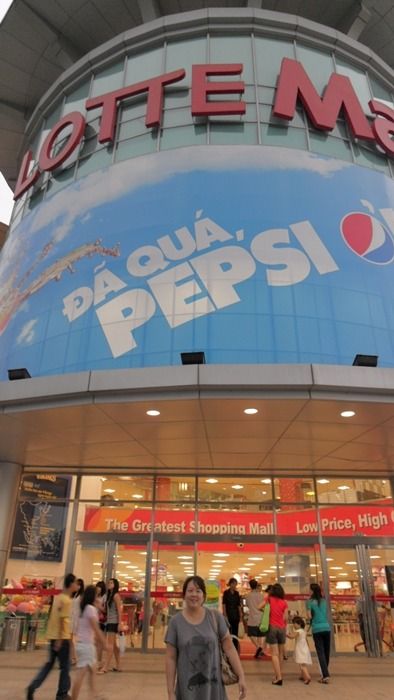 LOTTE Ma
ĐÃ QUÁ,
PEPSI
The Greatest Shopping Mall Low Price, High